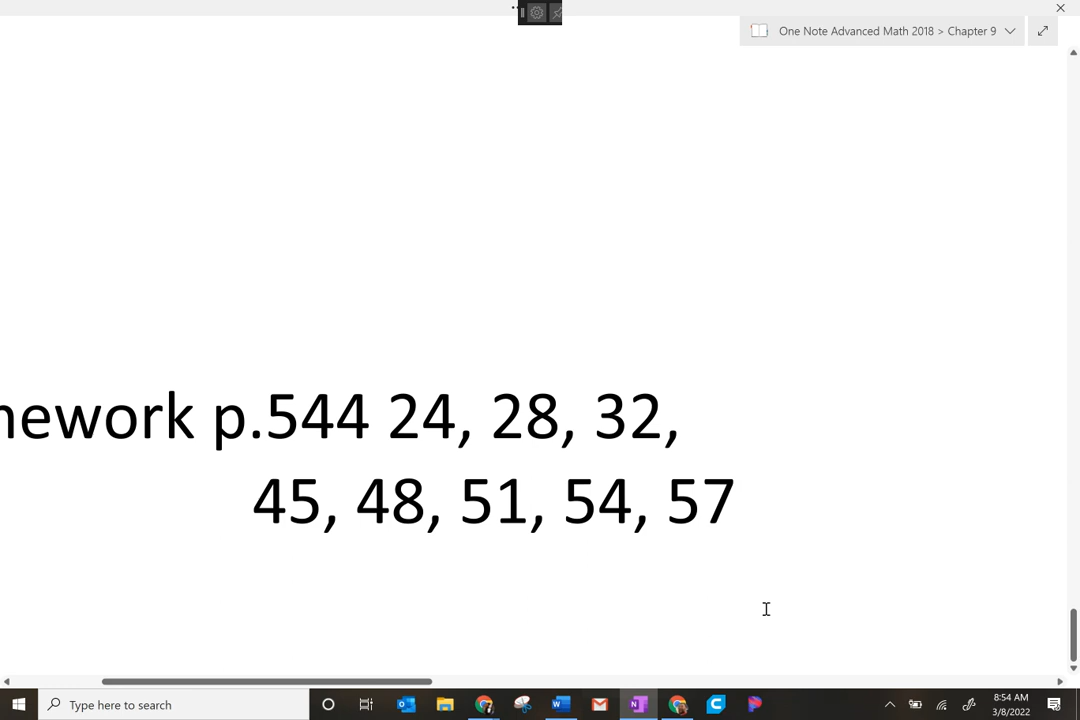 One Note Advanced Math 2018 > Chapter 9
nework p.544 24, 28, 32,
45, 48, 51, 54, 57
Type here to search
8:54 AM
3/8/2022